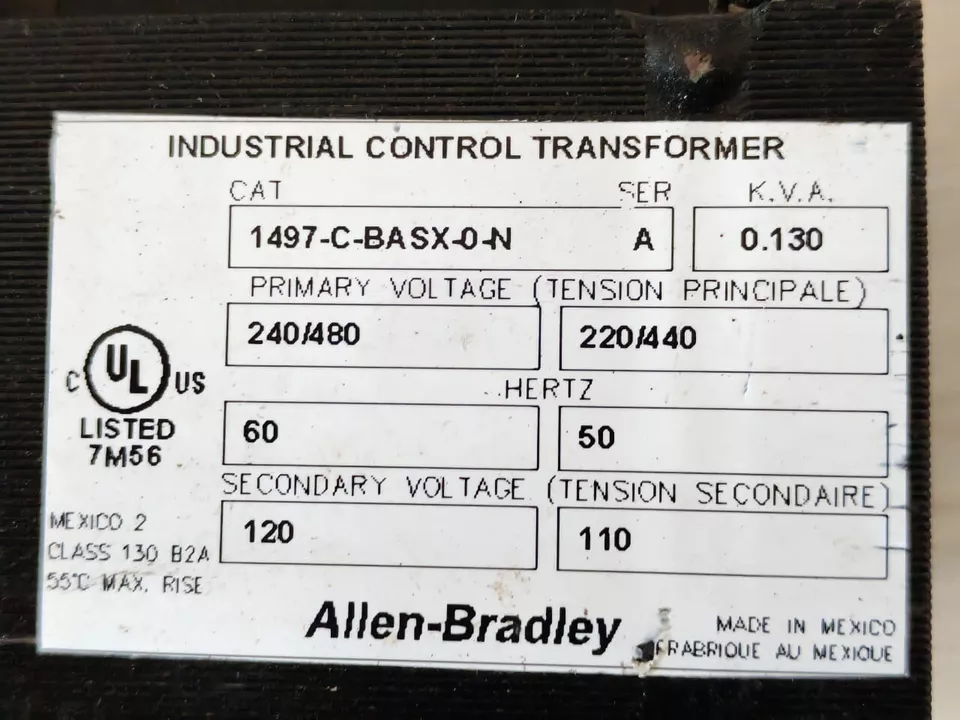 INDUSTRIAL CONTROL TRANSFORMER
CAT SER K.V.A.
1497-C-BASX-0-N A 0.130
PRIMARY VOLTAGE (TENSION PRINCIPALE)
240/480 220/440
HERTZ
60 50
SECONDARY VOLTAGE (TENSION SECONDAIRE)
120 110
C UL US
LISTED
7M56
MEXICO 2
CLASS 130 B2A
55°C MAX. RISE
Allen-Bradley
MADE IN MEXICO
FRABRIQUE AU MEXIQUE